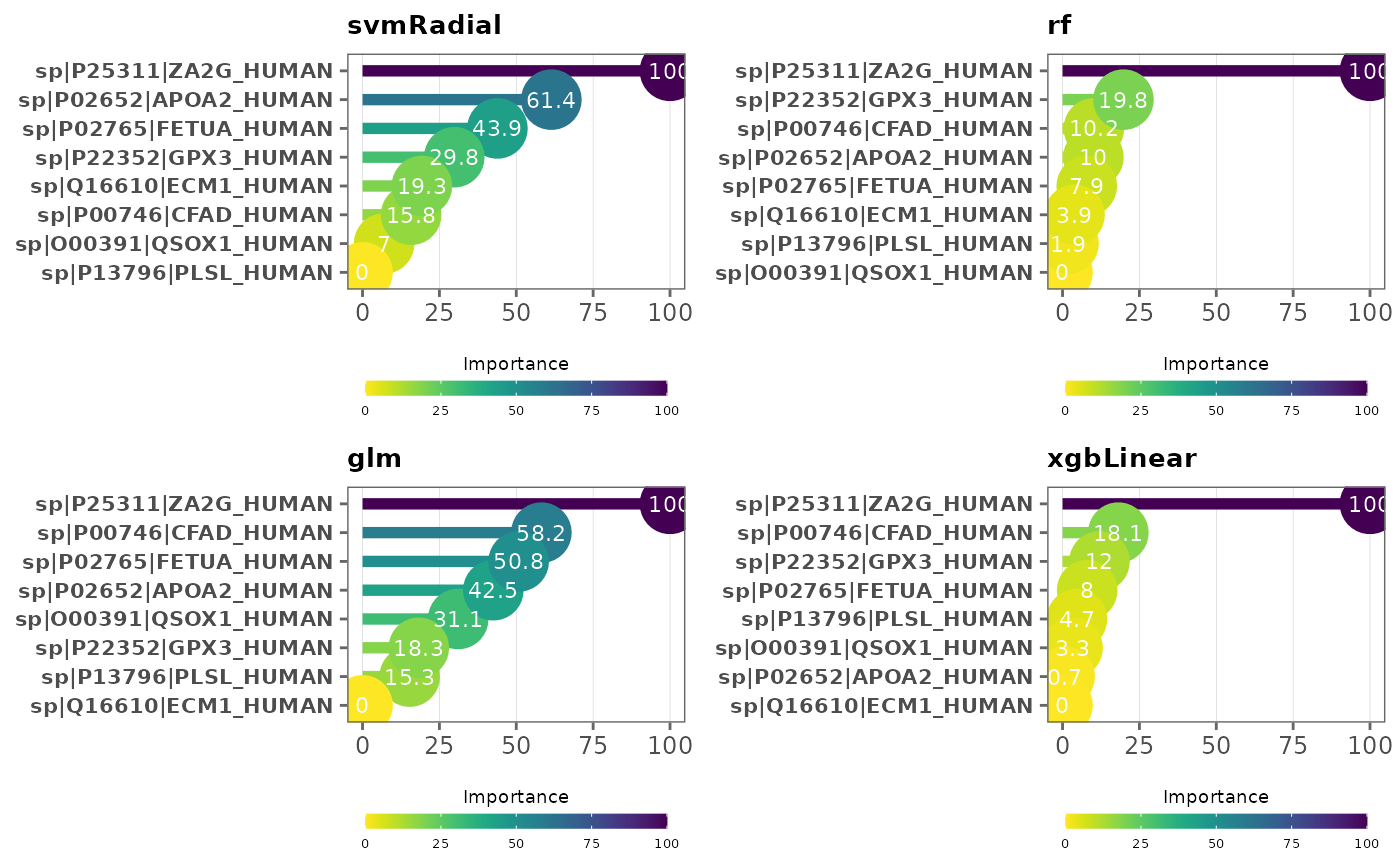 svmRadial
sp|P25311|ZA2G_HUMAN 100
sp|P02652|APOA2_HUMAN 61.4
sp|P02765|FETUA_HUMAN 43.9
sp|P22352|GPX3_HUMAN 29.8
sp|Q16610|ECM1_HUMAN 19.3
sp|P00746|CFAD_HUMAN 15.8
sp|O00391|QSOX1_HUMAN 7
sp|P13796|PLSL_HUMAN 0
0 25 50 75 100
Importance
0 25 50 75 100
rf
sp|P25311|ZA2G_HUMAN 100
sp|P22352|GPX3_HUMAN 19.8
sp|P00746|CFAD_HUMAN 10.2
sp|P02652|APOA2_HUMAN 10
sp|P02765|FETUA_HUMAN 7.9
sp|Q16610|ECM1_HUMAN 3.9
sp|P13796|PLSL_HUMAN 1.9
sp|O00391|QSOX1_HUMAN 0
0 25 50 75 100
Importance
0 25 50 75 100
glm
sp|P25311|ZA2G_HUMAN 100
sp|P00746|CFAD_HUMAN 58.2
sp|P02765|FETUA_HUMAN 50.8
sp|P02652|APOA2_HUMAN 42.5
sp|O00391|QSOX1_HUMAN 31.1
sp|P22352|GPX3_HUMAN 18.3
sp|P13796|PLSL_HUMAN 15.3
sp|Q16610|ECM1_HUMAN 0
0 25 50 75 100
Importance
0 25 50 75 100
xgbLinear
sp|P25311|ZA2G_HUMAN 100
sp|P00746|CFAD_HUMAN 18.1
sp|P22352|GPX3_HUMAN 12
sp|P02765|FETUA_HUMAN 8
sp|P13796|PLSL_HUMAN 4.7
sp|O00391|QSOX1_HUMAN 3.3
sp|P02652|APOA2_HUMAN 0.7
sp|Q16610|ECM1_HUMAN 0
0 25 50 75 100
Importance
0 25 50 75 100